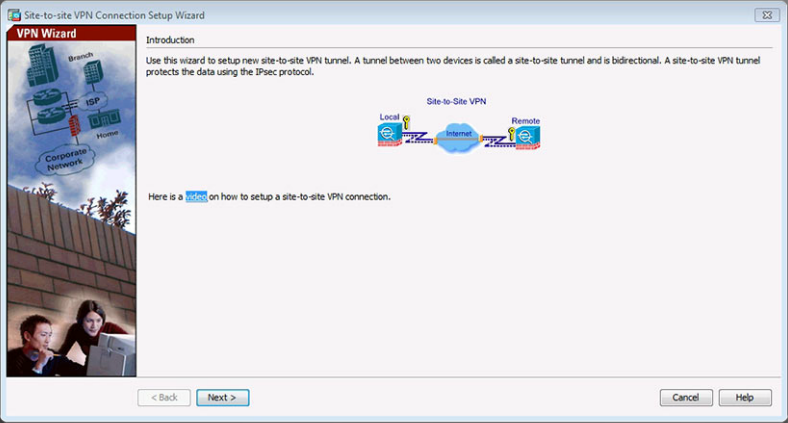 Site-to-site VPN Connection Setup Wizard
VPN Wizard
Branch
ISP
Home
Corporate
Network
Introduction
Use this wizard to setup new site-to-site VPN tunnel. A tunnel between two devices is called a site-to-site tunnel and is bidirectional. A site-to-site VPN tunnel
protects the data using the IPsec protocol.
Site-to-Site VPN
Local
Internet
Remote
Here is a video on how to setup a site-to-site VPN connection.
< Back
Next >
Cancel
Help